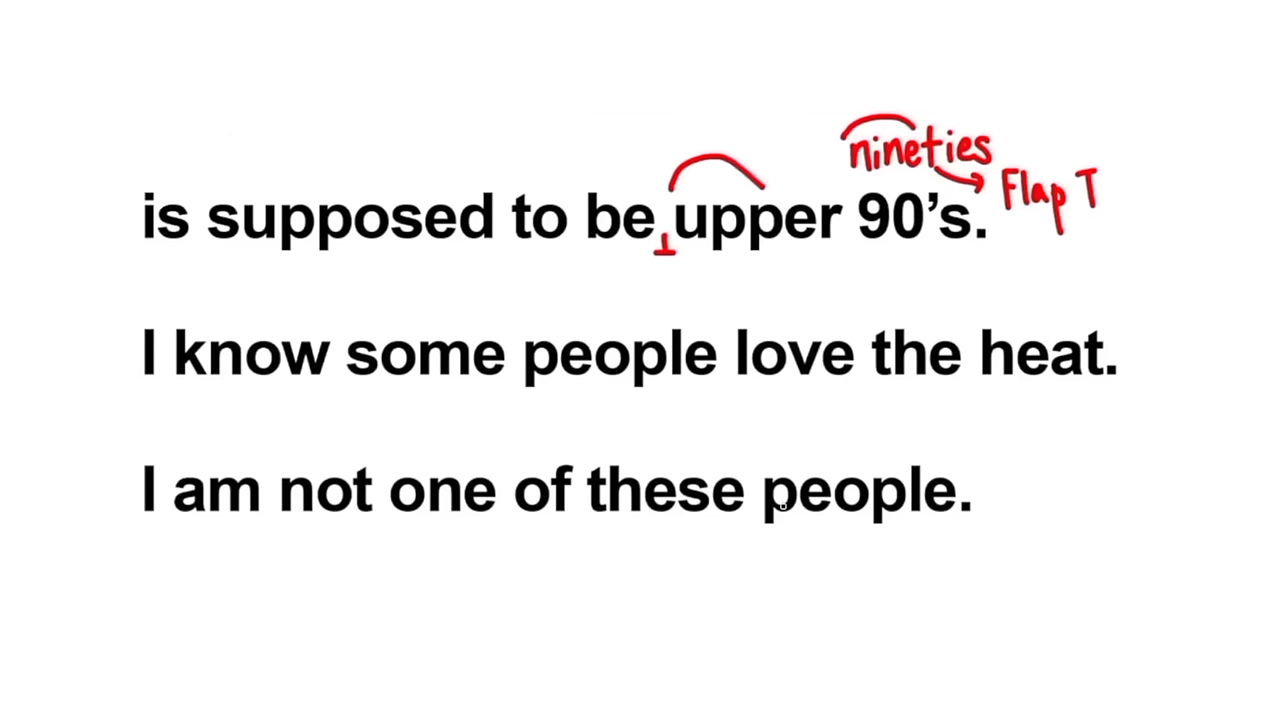 nineties
Flap T
is supposed to be upper 90’s.
I know some people love the heat.
I am not one of these people.